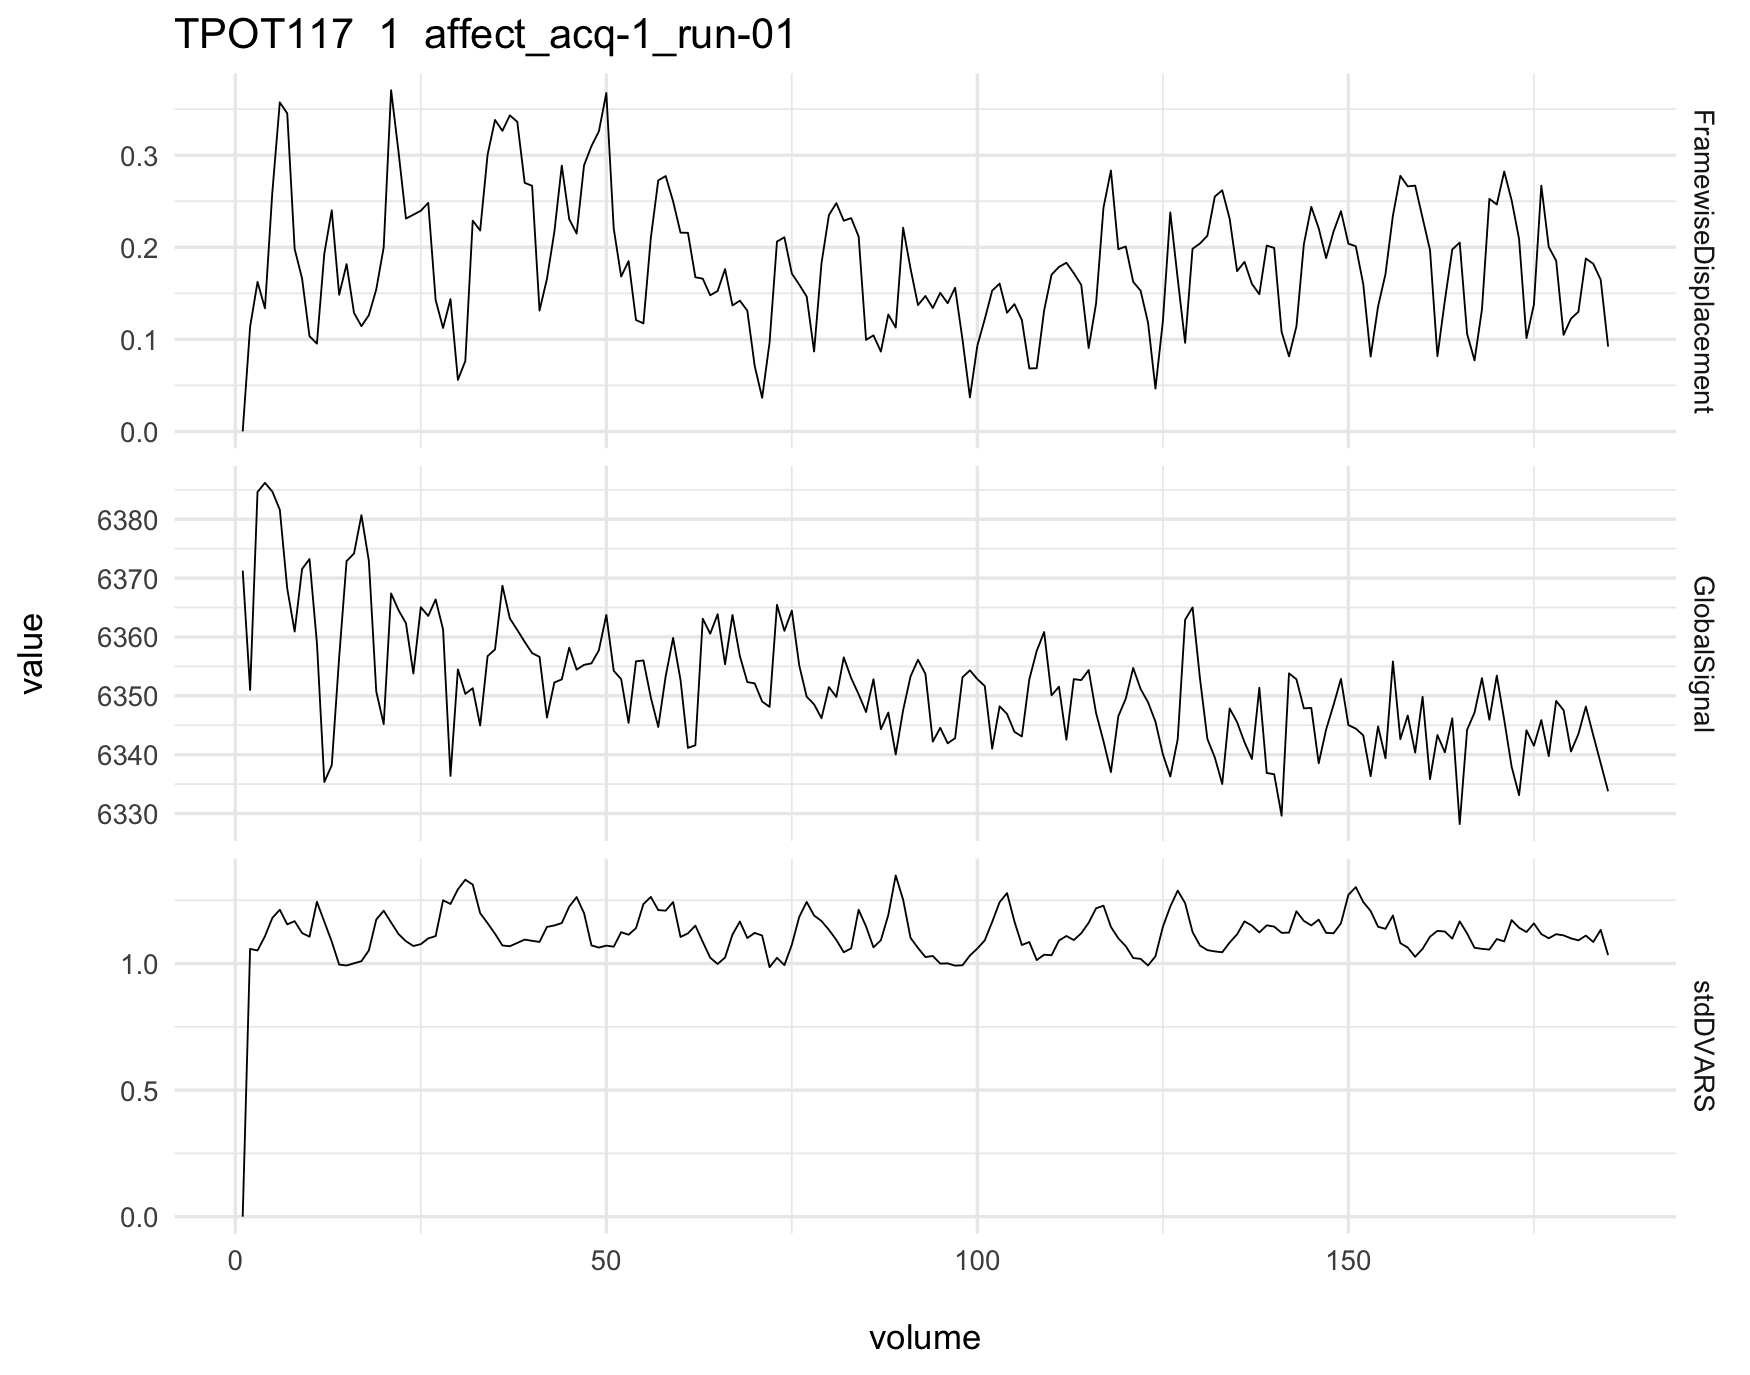 TPOT117 1 affect_acq-1_run-01
value
0.3
0.2
0.1
0.0
FramewiseDisplacement
6380
6370
6360
6350
6340
6330
GlobalSignal
1.0
0.5
0.0
stdDVARS
0 50 100 150
volume